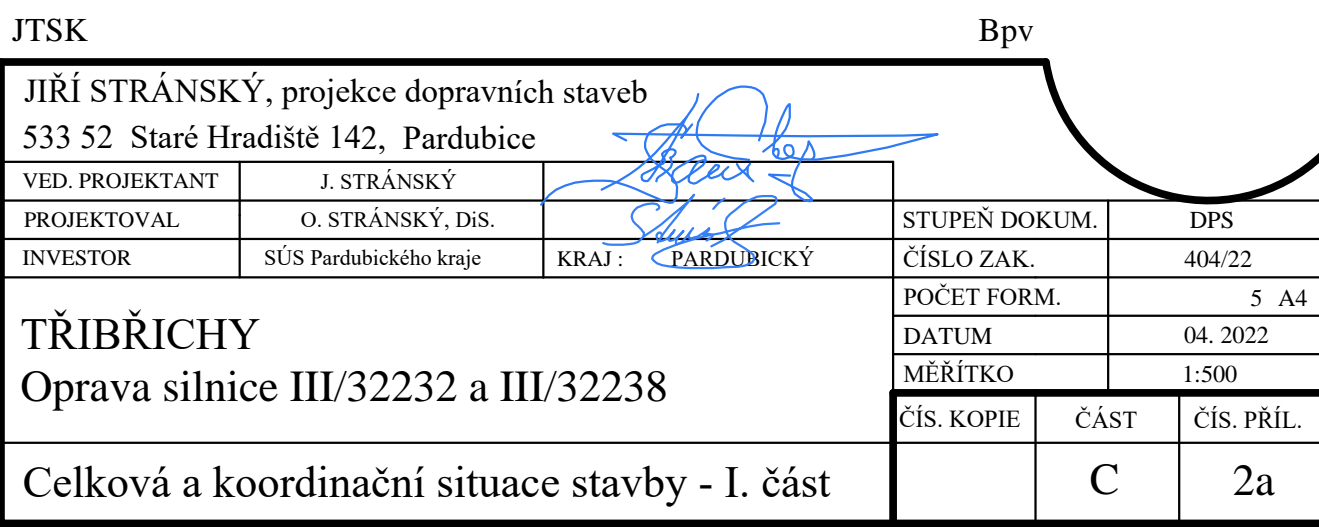 JTSK Bpv
JIŘÍ STRÁNSKÝ, projekce dopravních staveb
533 52 Staré Hradiště 142, Pardubice
VED. PROJEKTANT J. STRÁNSKÝ
PROJEKTOVAL O. STRÁNSKÝ, DiS.
INVESTOR SÚS Pardubického kraje KRAJ : PARDUBICKÝ
STUPEŇ DOKUM. DPS
ČÍSLO ZAK. 404/22
POČET FORM. 5 A4
DATUM 04. 2022
MĚŘÍTKO 1:500
TŘIBŘICHY
Oprava silnice III/32232 a III/32238
ČÍS. KOPIE ČÁST ČÍS. PŘÍL.
Celková a koordinační situace stavby - I. část
C 2a